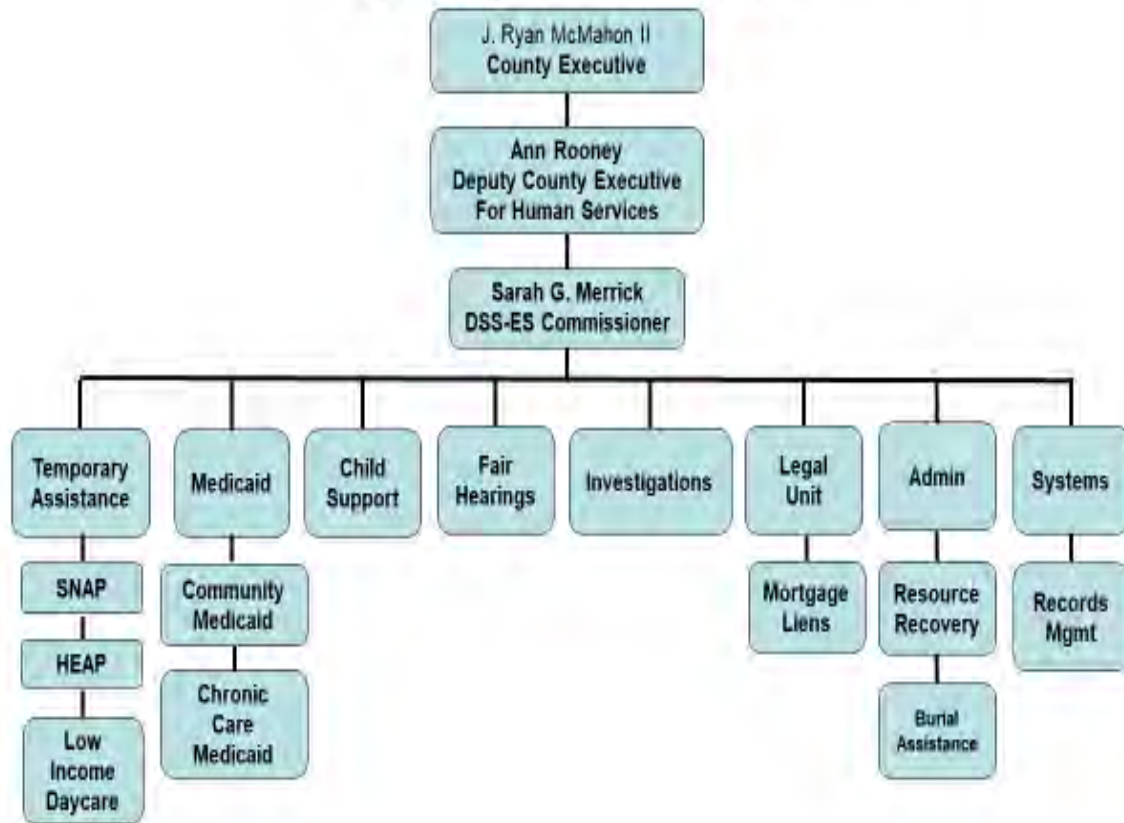 J. Ryan McMahon II
County Executive
Ann Rooney
Deputy County Executive
For Human Services
Sarah G. Merrick
DSS-ES Commissioner
Temporary
Assistance
Medicaid
Child
Support
Fair
Hearings
Investigations
Legal
Unit
Admin
Systems
SNAP
HEAP
Low
Income
Daycare
Community
Medicaid
Chronic
Care
Medicaid
Mortgage
Liens
Resource
Recovery
Burial
Assistance
Records
Mgmt